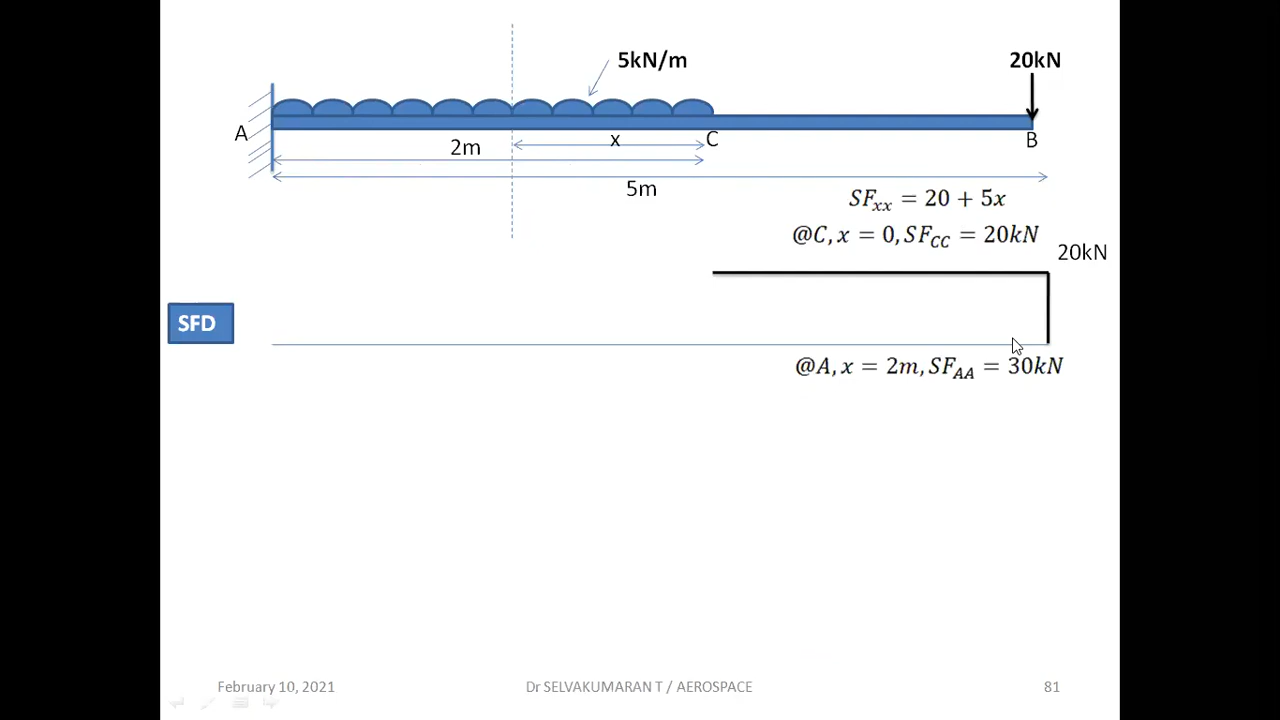 5kN/m
20kN
A
2m
x
C
B
5m
SF_xx = 20 + 5x
@C, x = 0, SF_CC = 20kN
20kN
SFD
@A, x = 2m, SF_AA = 30kN
February 10, 2021
Dr SELVAKUMARAN T / AEROSPACE
81